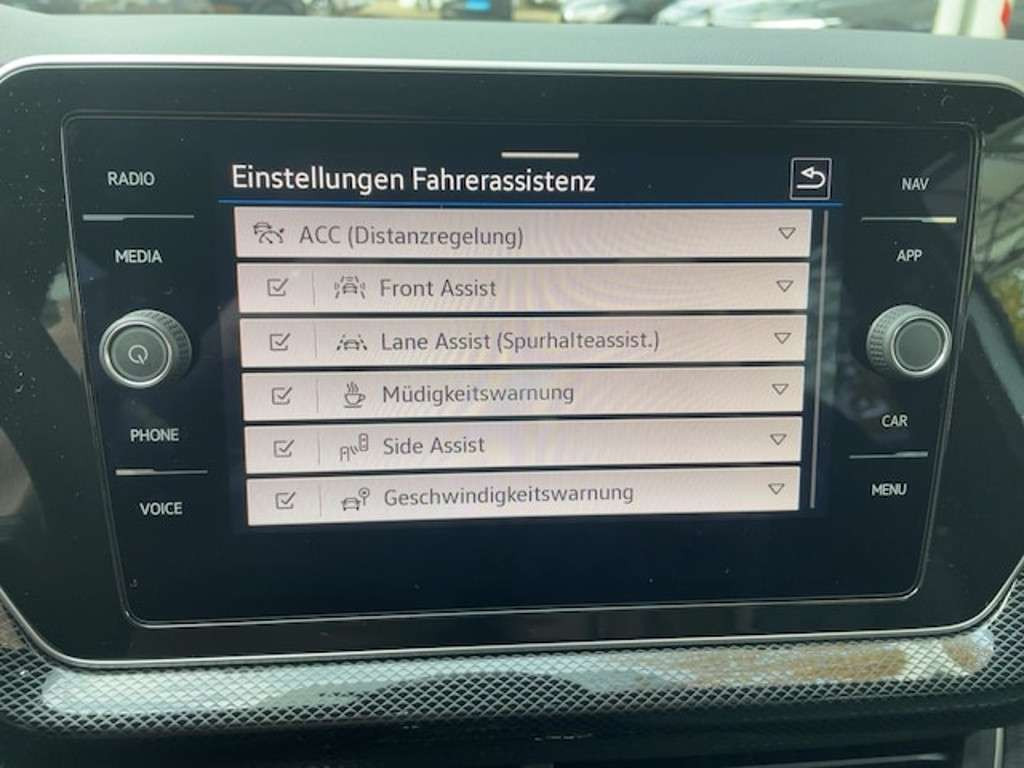 RADIO
MEDIA
PHONE
VOICE
Einstellungen Fahrerassistenz
ACC (Distanzregelung)
Front Assist
Lane Assist (Spurhalteassist.)
Müdigkeitswarnung
Side Assist
Geschwindigkeitswarnung
NAV
APP
CAR
MENU